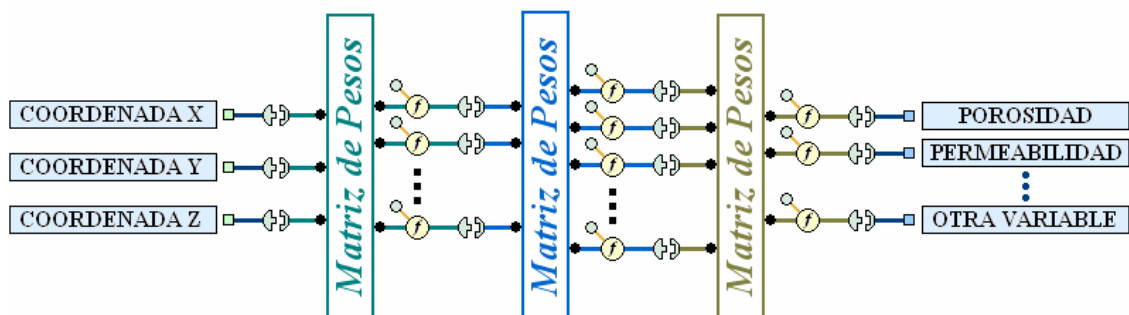 COORDENADA X
COORDENADA Y
COORDENADA Z
Matriz de Pesos
f
f
f
Matriz de Pesos
f
f
f
f
Matriz de Pesos
f
f
f
POROSIDAD
PERMEABILIDAD
OTRA VARIABLE